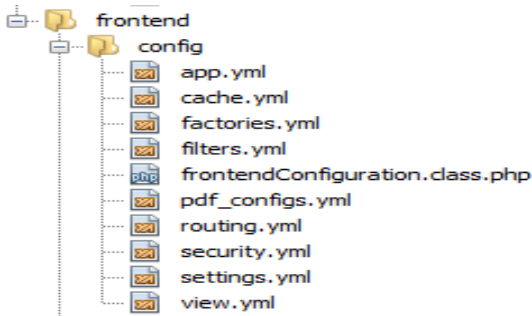 frontend
config
app.yml
cache.yml
factories.yml
filters.yml
php frontendConfiguration.class.php
pdf_configs.yml
routing.yml
security.yml
settings.yml
view.yml